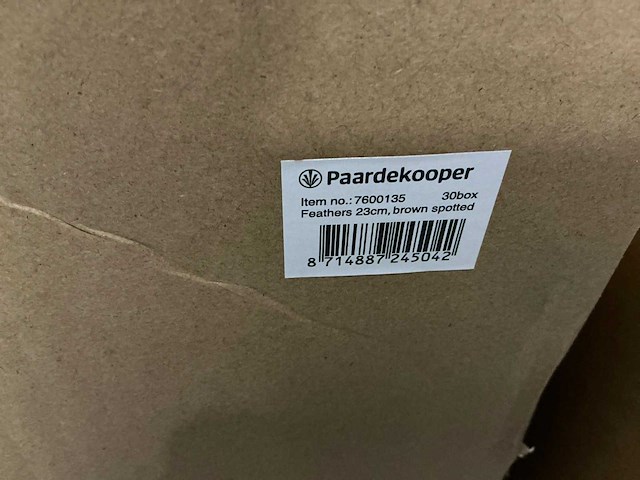 Paardekooper
Item no.: 7600135 30box
Feathers 23cm, brown spotted
8 714887 245042